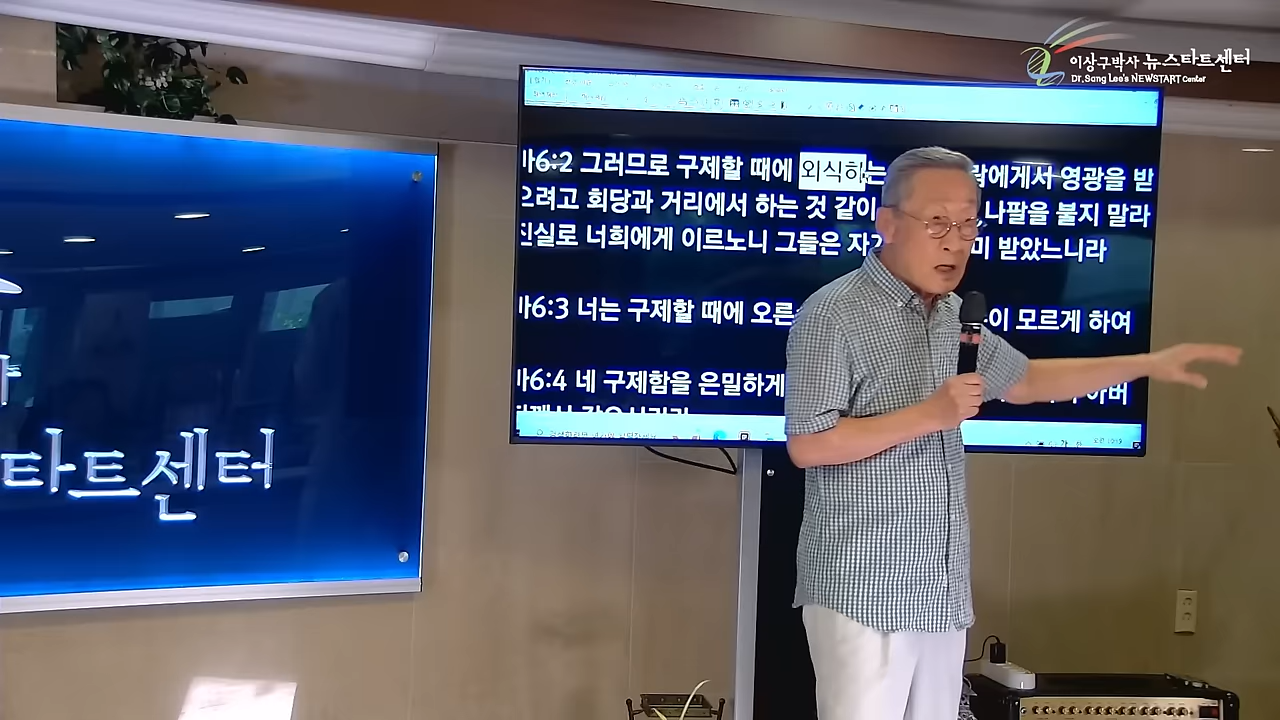 이상구박사 뉴스타트센터
Dr.Sang Lee's NEWSTART Center
마6:2 그러므로 구제할 때에 외식하는 람에게서 영광을 받
으려고 회당과 거리에서 하는 것 같이 나팔을 불지 말라
진실로 너희에게 이르노니 그들은 자기 미 받았느니라
마6:3 너는 구제할 때에 오른 이 모르게 하여
마6:4 네 구제함을 은밀하게 아버
타트센터